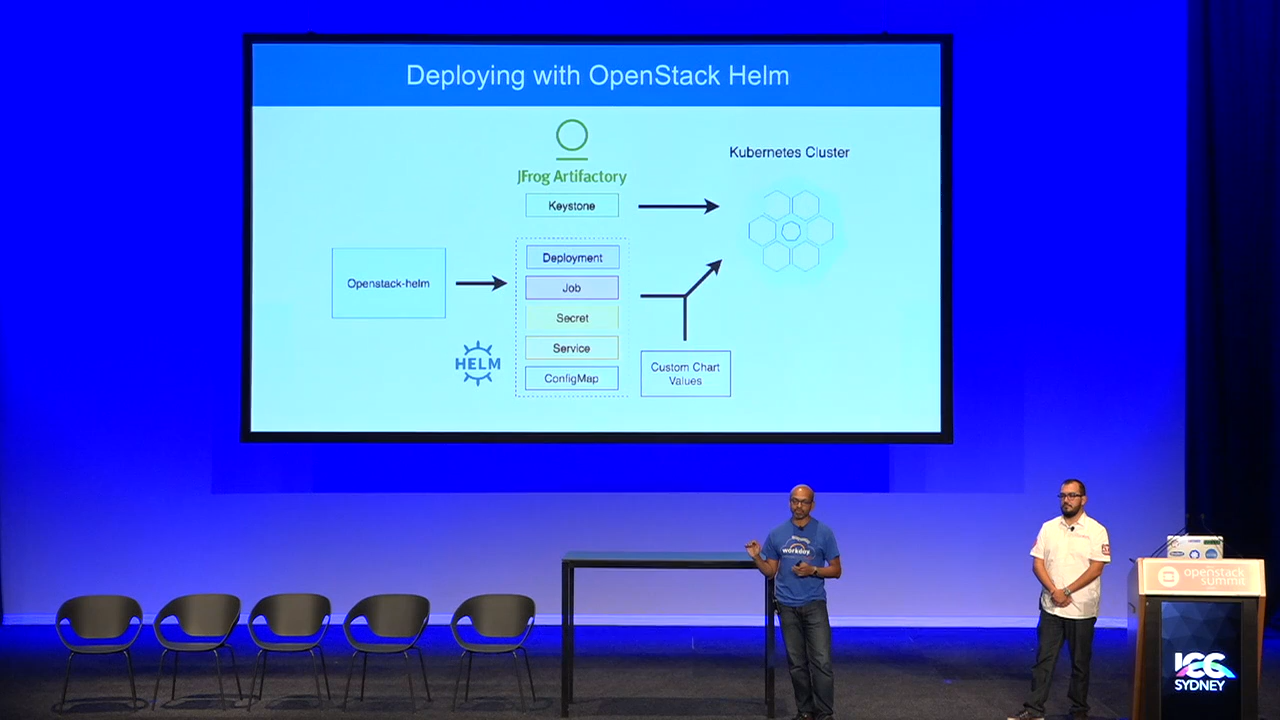 Deploying with OpenStack Helm
JFrog Artifactory
Kubernetes Cluster
Keystone
Openstack-helm
Deployment
Job
Secret
Service
ConfigMap
HELM
Custom Chart
Values
workday
openstack
summit
ICC
SYDNEY